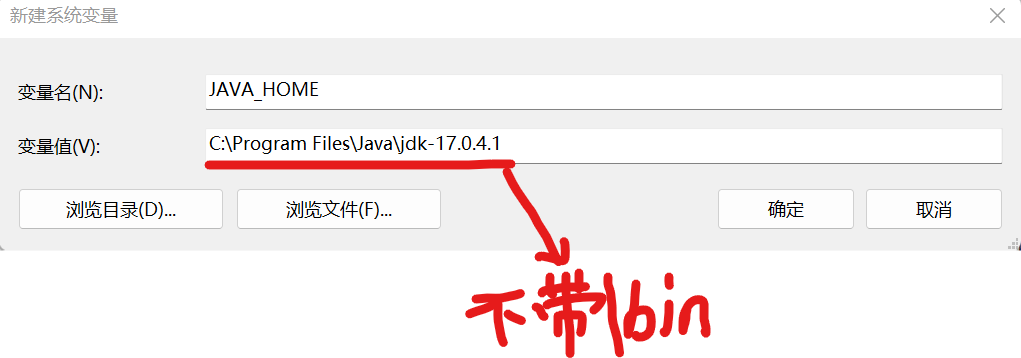 新建系统变量
变量名(N): JAVA_HOME
变量值(V): C:\Program Files\Java\jdk-17.0.4.1
浏览目录(D)... 浏览文件(F)... 确定 取消
不带\bin